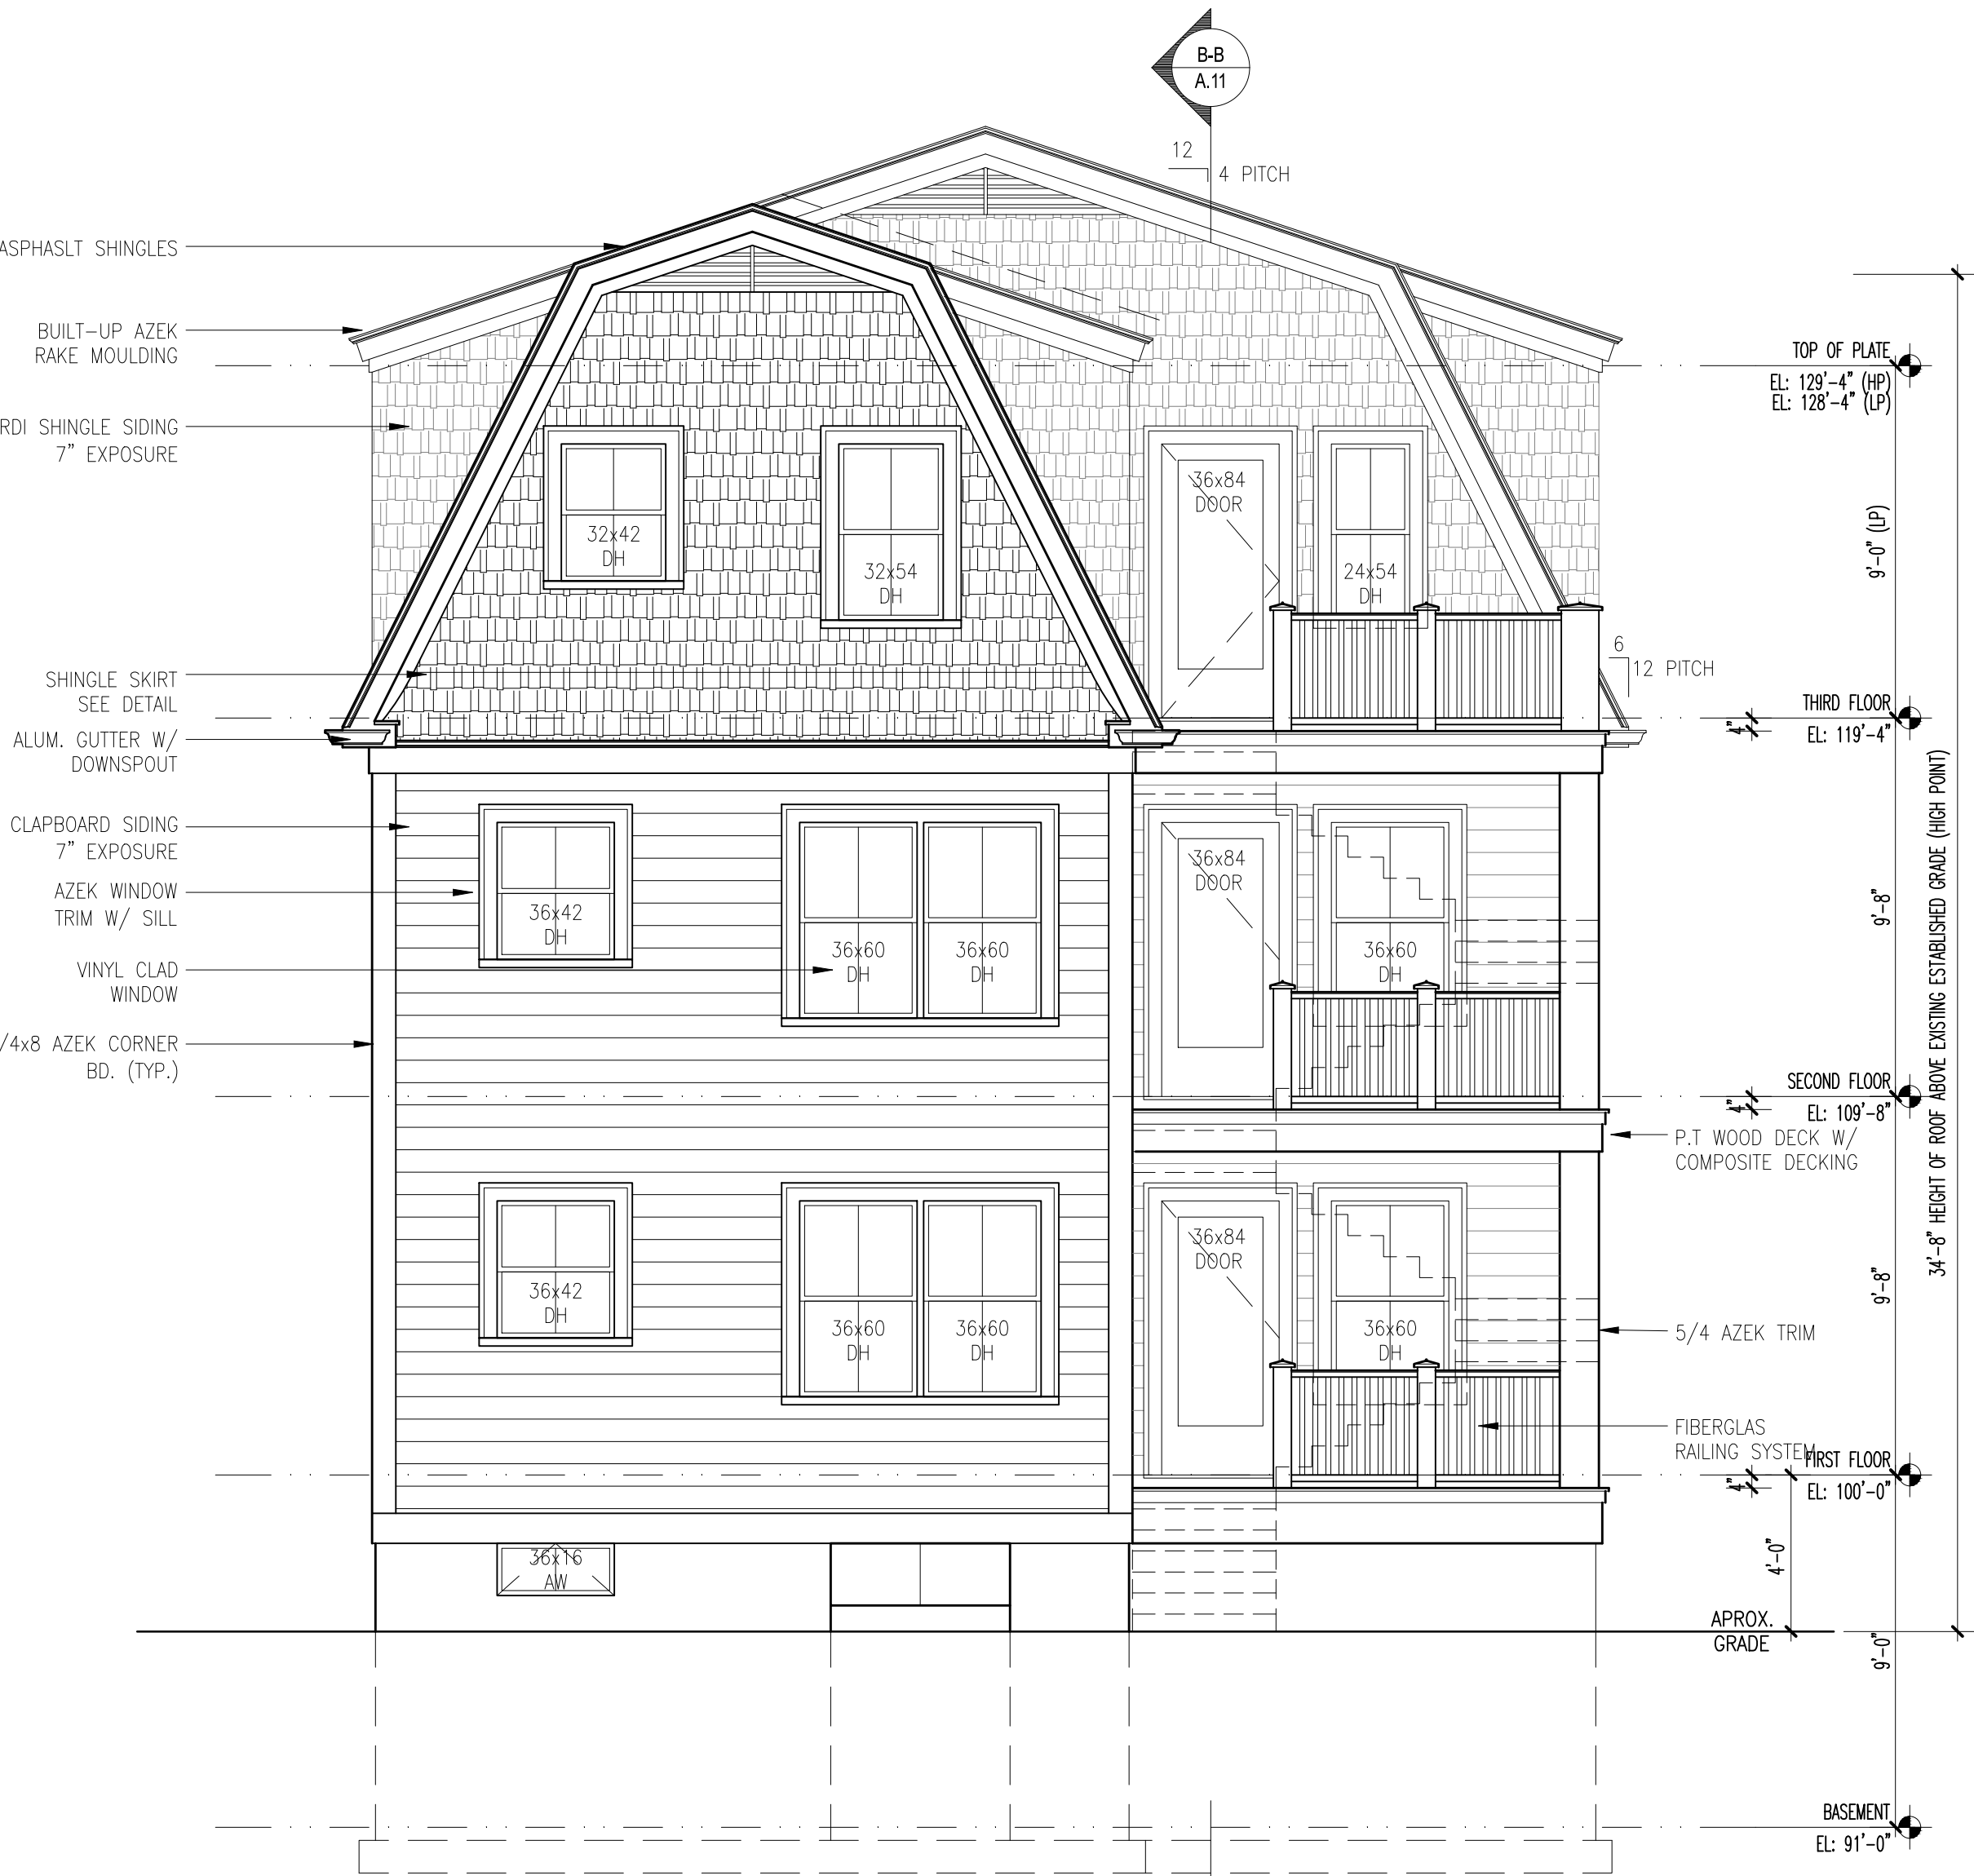 B-B
A.11
12
4 PITCH
ASPHASLT SHINGLES
BUILT-UP AZEK
RAKE MOULDING
RDI SHINGLE SIDING
7" EXPOSURE
SHINGLE SKIRT
SEE DETAIL
ALUM. GUTTER W/
DOWNSPOUT
CLAPBOARD SIDING
7" EXPOSURE
AZEK WINDOW
TRIM W/ SILL
VINYL CLAD
WINDOW
/4x8 AZEK CORNER
BD. (TYP.)
32x42
DH
32x54
DH
36x84
DOOR
24x54
DH
6
12 PITCH
36x42
DH
36x60
DH
36x60
DH
36x84
DOOR
36x60
DH
36x42
DH
36x60
DH
36x60
DH
36x84
DOOR
36x60
DH
36x16
AW
TOP OF PLATE
EL: 129'-4" (HP)
EL: 128'-4" (LP)
9'-0" (LP)
THIRD FLOOR
EL: 119'-4"
4"
9'-8"
34'-8" HEIGHT OF ROOF ABOVE EXISTING ESTABLISHED GRADE (HIGH POINT)
SECOND FLOOR
EL: 109'-8"
4"
P.T WOOD DECK W/
COMPOSITE DECKING
9'-8"
5/4 AZEK TRIM
FIBERGLAS
RAILING SYSTEM
FIRST FLOOR
EL: 100'-0"
4"
4'-0"
APROX.
GRADE
9'-0"
BASEMENT
EL: 91'-0"